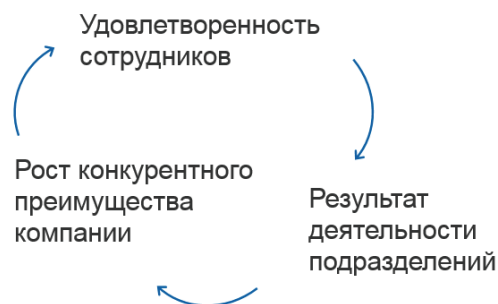 Удовлетворенность
сотрудников
Рост конкурентного
преимущества
компании
Результат
деятельности
подразделений